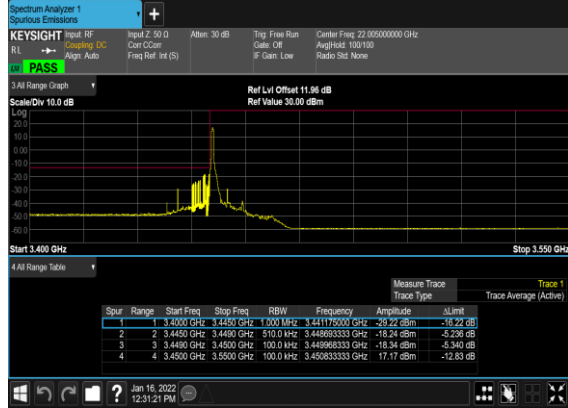 Spectrum Analyzer 1
Spurious Emissions
KEYSIGHT Input: RF Input Z: 50 Ω Atten: 30 dB Trig: Free Run Center Freq: 22.005000000 GHz
RL Coupling: DC Corr CCorr Gate: Off Avg|Hold: 100/100
Align: Auto Freq Ref: Int (S) IF Gain: Low Radio Std: None
LW PASS
3 All Range Graph
Ref Lvl Offset 11.96 dB
Scale/Div 10.0 dB Ref Value 30.00 dBm
Log
20.0
10.0
0.00
-10.0
-20.0
-30.0
-40.0
-50.0
-60.0
Start 3.400 GHz Stop 3.550 GHz
4 All Range Table
Measure Trace Trace 1
Trace Type Trace Average (Active)
Spur Range Start Freq Stop Freq RBW Frequency Amplitude ΔLimit
1 1 3.4000 GHz 3.4450 GHz 1.000 MHz 3.441175000 GHz -29.22 dBm -16.22 dB
2 2 3.4450 GHz 3.4490 GHz 510.0 kHz 3.448693333 GHz -18.24 dBm -5.236 dB
3 3 3.4490 GHz 3.4500 GHz 100.0 kHz 3.449968333 GHz -18.34 dBm -5.340 dB
4 4 3.4500 GHz 3.5500 GHz 100.0 kHz 3.450833333 GHz 17.17 dBm -12.83 dB
Jan 16, 2022
12:31:21 PM